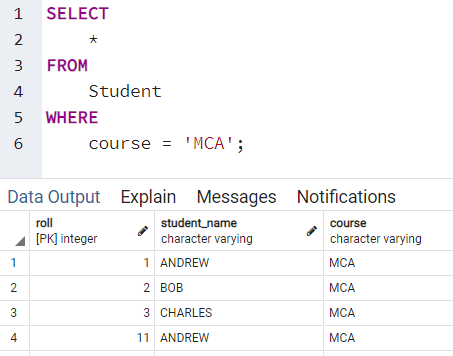 1 SELECT
2 *
3 FROM
4 Student
5 WHERE
6 course = 'MCA';
Data Output Explain Messages Notifications
roll student_name course
[PK] integer character varying character varying
1 1 ANDREW MCA
2 2 BOB MCA
3 3 CHARLES MCA
4 11 ANDREW MCA